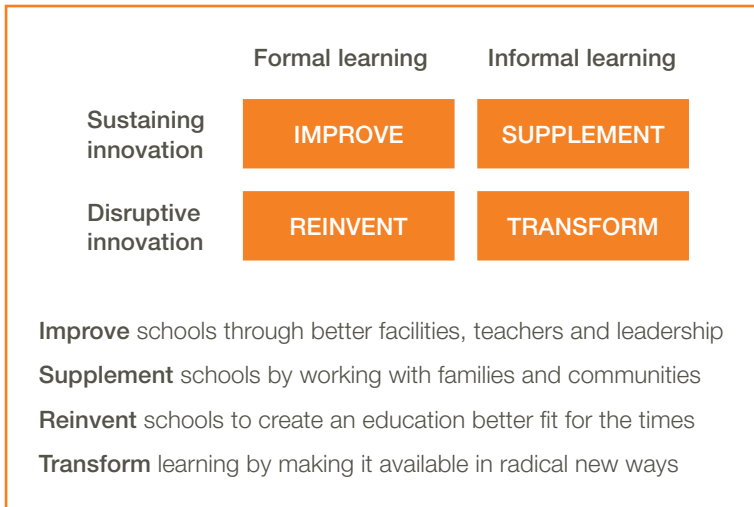 Formal learning Informal learning
Sustaining
innovation
IMPROVE SUPPLEMENT
Disruptive
innovation
REINVENT TRANSFORM
Improve schools through better facilities, teachers and leadership
Supplement schools by working with families and communities
Reinvent schools to create an education better fit for the times
Transform learning by making it available in radical new ways